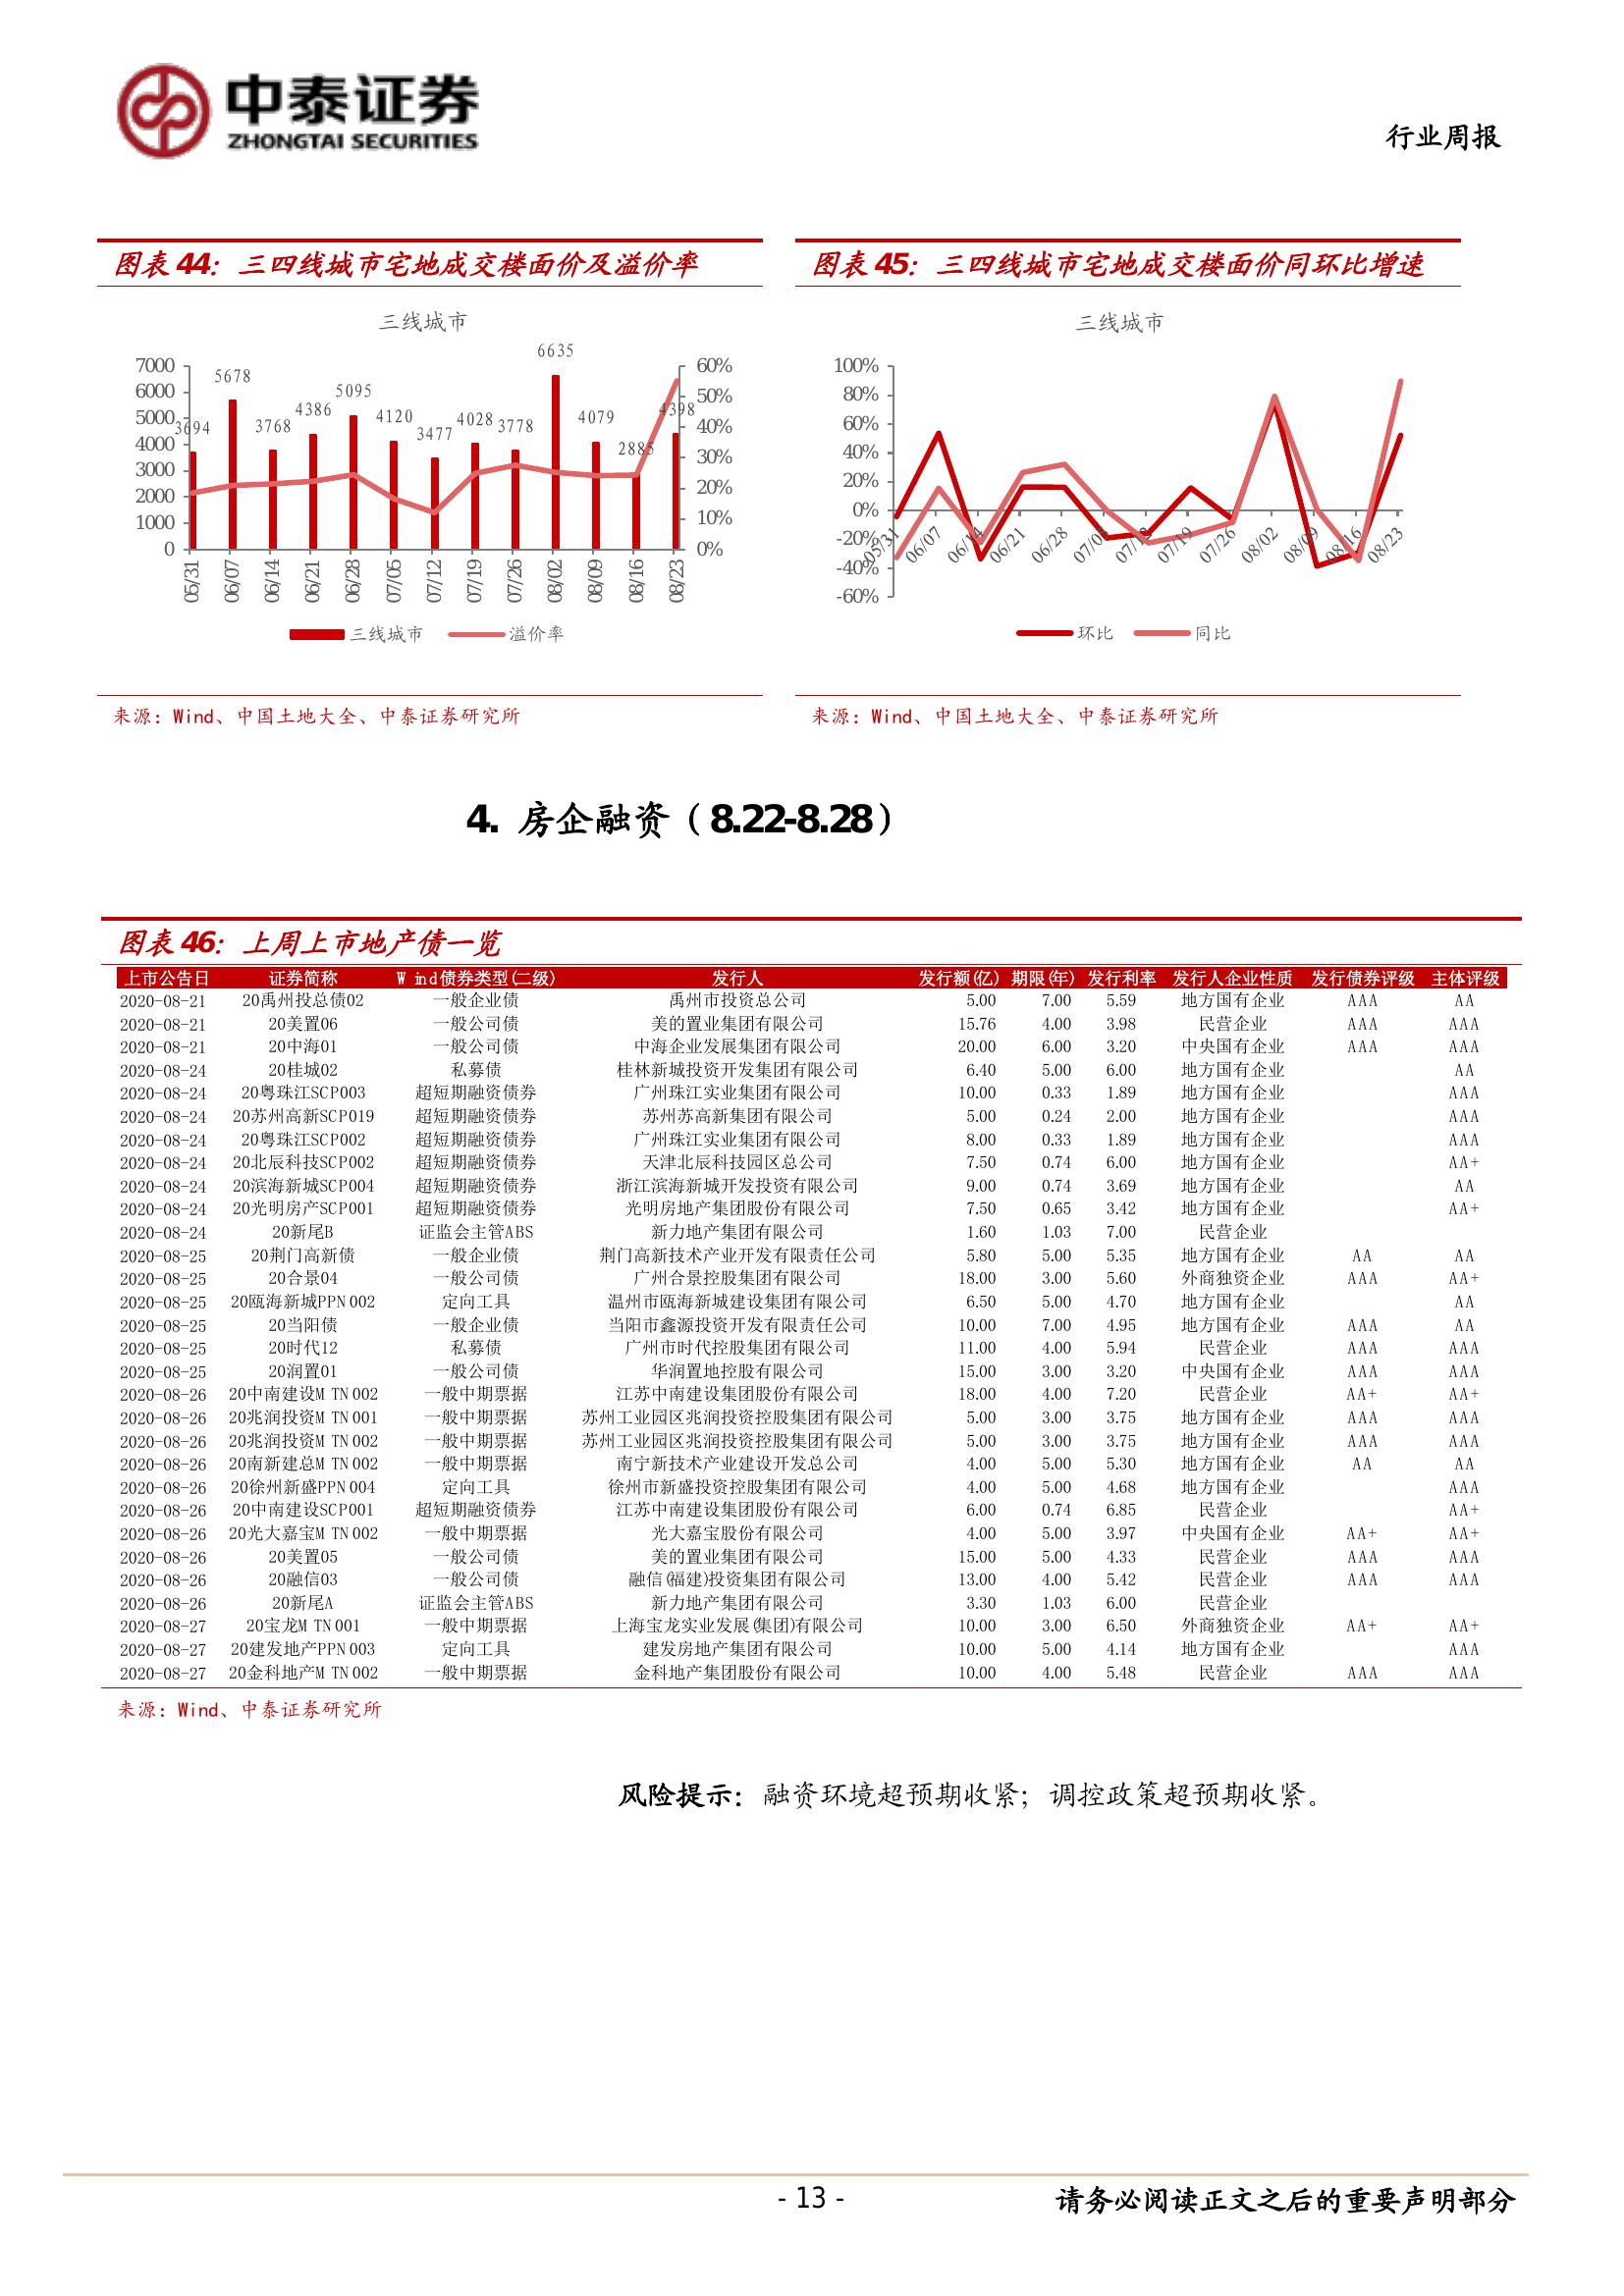 中泰证券
ZHONGTAI SECURITIES
行业周报
图表 44：三四线城市宅地成交楼面价及溢价率
三线城市
7000
6000
5000
4000
3000
2000
1000
0
60%
50%
40%
30%
20%
10%
0%
3694
5678
3768
4386
5095
4120
3477
4028
3778
6635
4079
2885
4398
05/31
06/07
06/14
06/21
06/28
07/05
07/12
07/19
07/26
08/02
08/09
08/16
08/23
三线城市 溢价率
来源：Wind、中国土地大全、中泰证券研究所
图表 45：三四线城市宅地成交楼面价同环比增速
三线城市
100%
80%
60%
40%
20%
0%
-20%
-40%
-60%
05/31
06/07
06/14
06/21
06/28
07/05
07/12
07/19
07/26
08/02
08/09
08/16
08/23
环比 同比
来源：Wind、中国土地大全、中泰证券研究所
4. 房企融资（8.22-8.28）
图表 46：上周上市地产债一览
上市公告日 证券简称 Wind债券类型(二级) 发行人 发行额(亿) 期限(年) 发行利率 发行人企业性质 发行债券评级 主体评级
2020-08-21 20禹州投总债02 一般企业债 禹州市投资总公司 5.00 7.00 5.59 地方国有企业 AAA AA
2020-08-21 20美置06 一般公司债 美的置业集团有限公司 15.76 4.00 3.98 民营企业 AAA AAA
2020-08-21 20中海01 一般公司债 中海企业发展集团有限公司 20.00 6.00 3.20 中央国有企业 AAA AAA
2020-08-24 20桂城02 私募债 桂林新城投资开发集团有限公司 6.40 5.00 6.00 地方国有企业 AA
2020-08-24 20粤珠江SCP003 超短期融资债券 广州珠江实业集团有限公司 10.00 0.33 1.89 地方国有企业 AAA
2020-08-24 20苏州高新SCP019 超短期融资债券 苏州苏高新集团有限公司 5.00 0.24 2.00 地方国有企业 AAA
2020-08-24 20粤珠江SCP002 超短期融资债券 广州珠江实业集团有限公司 8.00 0.33 1.89 地方国有企业 AAA
2020-08-24 20北辰科技SCP002 超短期融资债券 天津北辰科技园区总公司 7.50 0.74 6.00 地方国有企业 AA+
2020-08-24 20滨海新城SCP004 超短期融资债券 浙江滨海新城开发投资有限公司 9.00 0.74 3.69 地方国有企业 AA
2020-08-24 20光明房产SCP001 超短期融资债券 光明房地产集团股份有限公司 7.50 0.65 3.42 地方国有企业 AA+
2020-08-24 20新尾B 证监会主管ABS 新力地产集团有限公司 1.60 1.03 7.00 民营企业
2020-08-25 20荆门高新债 一般企业债 荆门高新技术产业开发有限责任公司 5.80 5.00 5.35 地方国有企业 AA AA
2020-08-25 20合景04 一般公司债 广州合景控股集团有限公司 18.00 3.00 5.60 外商独资企业 AAA AA+
2020-08-25 20瓯海新城PPN002 定向工具 温州市瓯海新城建设集团有限公司 6.50 5.00 4.70 地方国有企业 AA
2020-08-25 20当阳债 一般企业债 当阳市鑫源投资开发有限责任公司 10.00 7.00 4.95 地方国有企业 AAA AA
2020-08-25 20时代12 私募债 广州市时代控股集团有限公司 11.00 4.00 5.94 民营企业 AAA AAA
2020-08-25 20润置01 一般公司债 华润置地控股有限公司 15.00 3.00 3.20 中央国有企业 AAA AAA
2020-08-26 20中南建设MTN002 一般中期票据 江苏中南建设集团股份有限公司 18.00 4.00 7.20 民营企业 AA+ AA+
2020-08-26 20兆润投资MTN001 一般中期票据 苏州工业园区兆润投资控股集团有限公司 5.00 3.00 3.75 地方国有企业 AAA AAA
2020-08-26 20兆润投资MTN002 一般中期票据 苏州工业园区兆润投资控股集团有限公司 5.00 3.00 3.75 地方国有企业 AAA AAA
2020-08-26 20南新建总MTN002 一般中期票据 南宁新技术产业建设开发总公司 4.00 5.00 5.30 地方国有企业 AA AA
2020-08-26 20徐州新盛PPN004 定向工具 徐州市新盛投资控股集团有限公司 4.00 5.00 4.68 地方国有企业 AAA
2020-08-26 20中南建设SCP001 超短期融资债券 江苏中南建设集团股份有限公司 6.00 0.74 6.85 民营企业 AA+
2020-08-26 20光大嘉宝MTN002 一般中期票据 光大嘉宝股份有限公司 4.00 5.00 3.97 中央国有企业 AA+ AA+
2020-08-26 20美置05 一般公司债 美的置业集团有限公司 15.00 5.00 4.33 民营企业 AAA AAA
2020-08-26 20融信03 一般公司债 融信(福建)投资集团有限公司 13.00 4.00 5.42 民营企业 AAA AAA
2020-08-26 20新尾A 证监会主管ABS 新力地产集团有限公司 3.30 1.03 6.00 民营企业
2020-08-27 20宝龙MTN001 一般中期票据 上海宝龙实业发展(集团)有限公司 10.00 3.00 6.50 外商独资企业 AA+ AA+
2020-08-27 20建发地产PPN003 定向工具 建发房地产集团有限公司 10.00 5.00 4.14 地方国有企业 AAA
2020-08-27 20金科地产MTN002 一般中期票据 金科地产集团股份有限公司 10.00 4.00 5.48 民营企业 AAA AAA
来源：Wind、中泰证券研究所
风险提示：融资环境超预期收紧；调控政策超预期收紧。
- 13 -
请务必阅读正文之后的重要声明部分